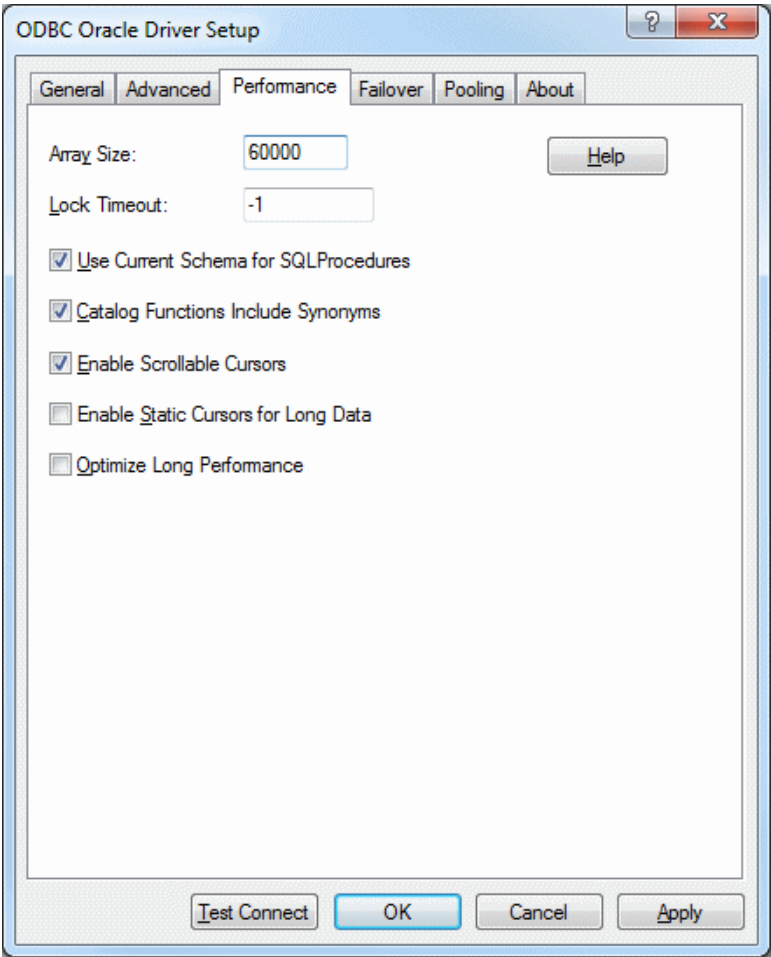 ODBC Oracle Driver Setup
General Advanced Performance Failover Pooling About
Array Size: 60000 Help
Lock Timeout: -1
Use Current Schema for SQLProcedures
Catalog Functions Include Synonyms
Enable Scrollable Cursors
Enable Static Cursors for Long Data
Optimize Long Performance
Test Connect OK Cancel Apply